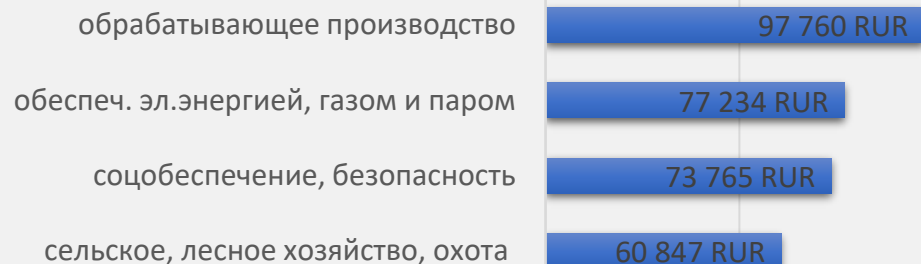 обрабатывающее производство 97 760 RUR
обеспеч. эл.энергией, газом и паром 77 234 RUR
соцобеспечение, безопасность 73 765 RUR
сельское, лесное хозяйство, охота 60 847 RUR